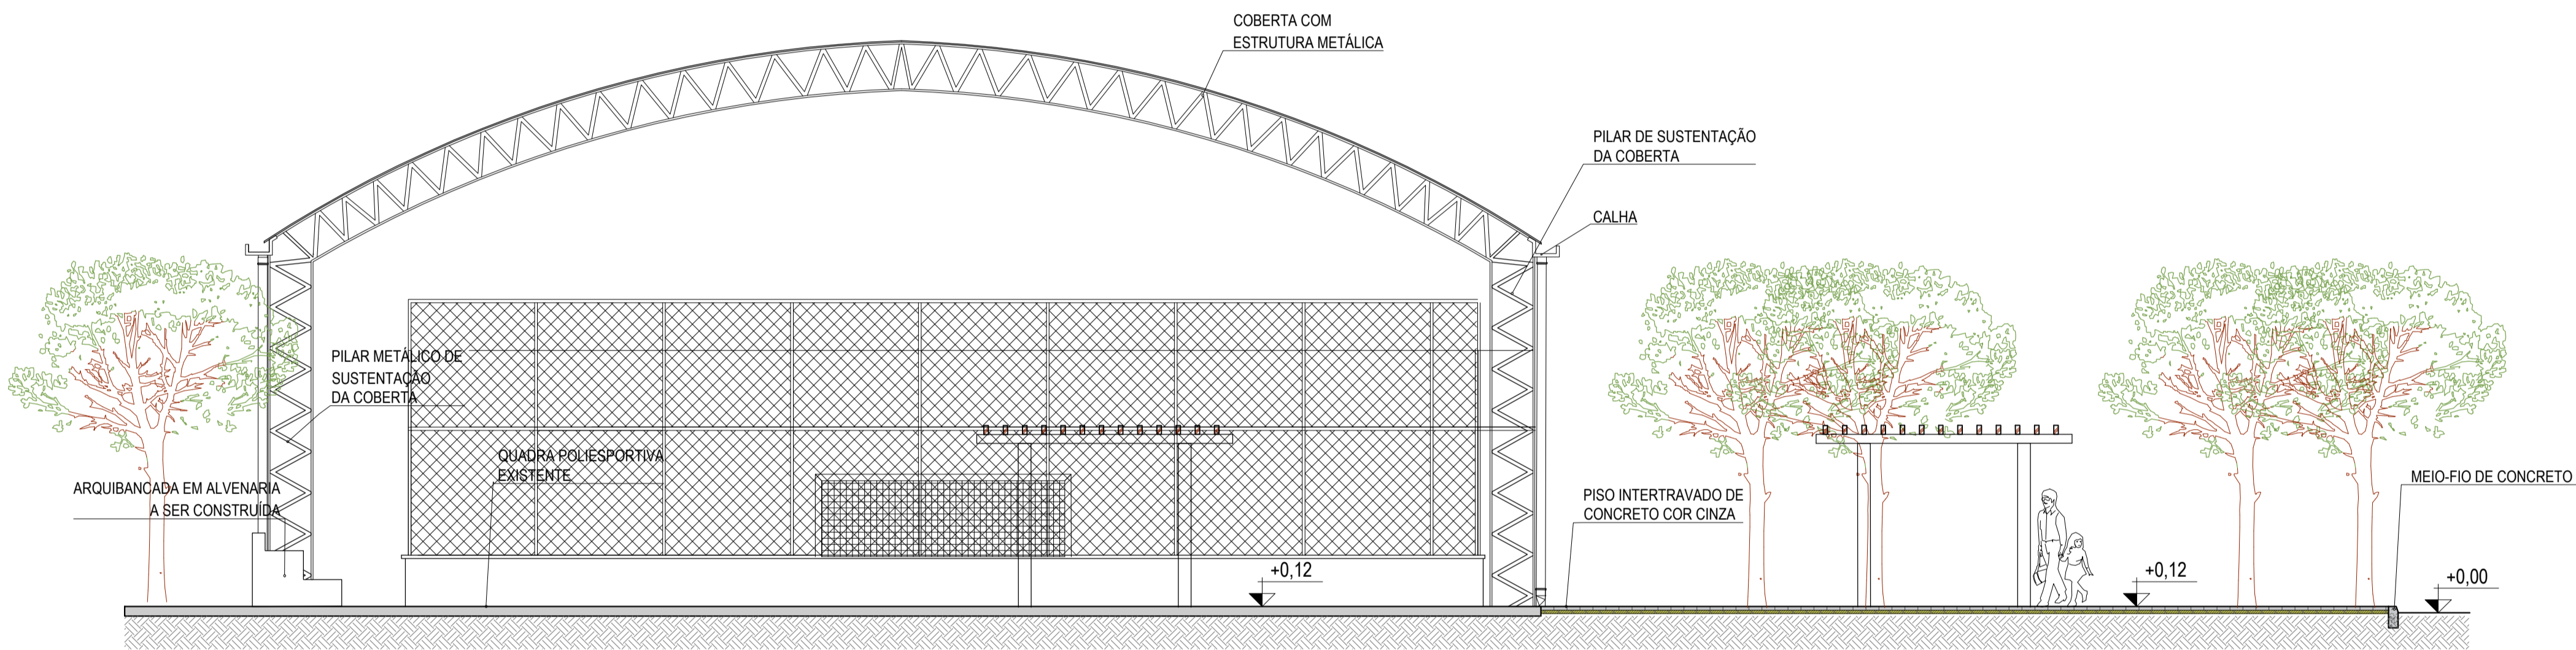 COBERTA COM
ESTRUTURA METÁLICA
PILAR DE SUSTENTAÇÃO
DA COBERTA
CALHA
PILAR METÁLICO DE
SUSTENTAÇÃO
DA COBERTA
QUADRA POLIESPORTIVA
EXISTENTE
ARQUIBANCADA EM ALVENARIA
A SER CONSTRUÍDA
PISO INTERTRAVADO DE
CONCRETO COR CINZA
MEIO-FIO DE CONCRETO
+0,12
+0,12
+0,00